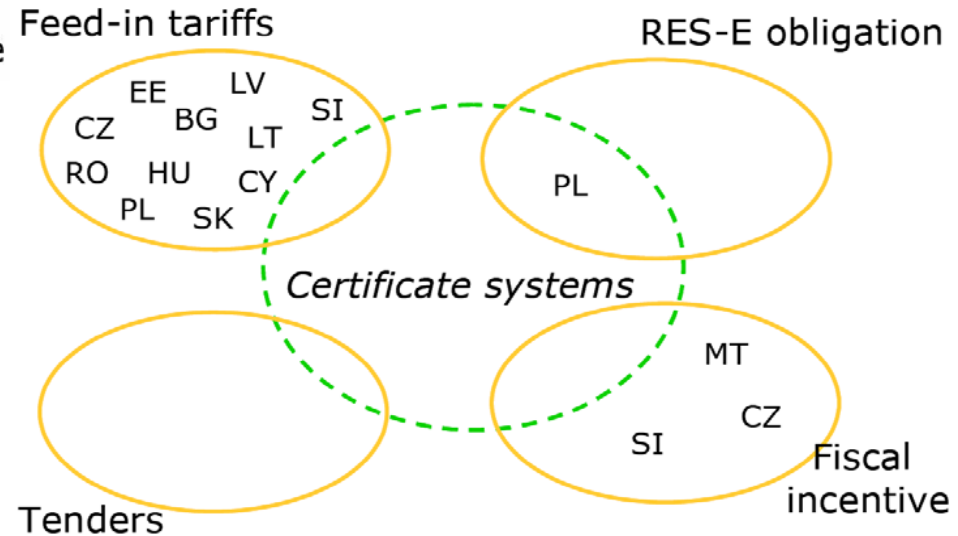 Feed-in tariffs
e
RES-E obligation
LV
EE
SI
BG
CZ
LT
RO
HU
CY
PL
SK
PL
Certificate systems
MT
CZ
SI
Fiscal
incentive
Tenders